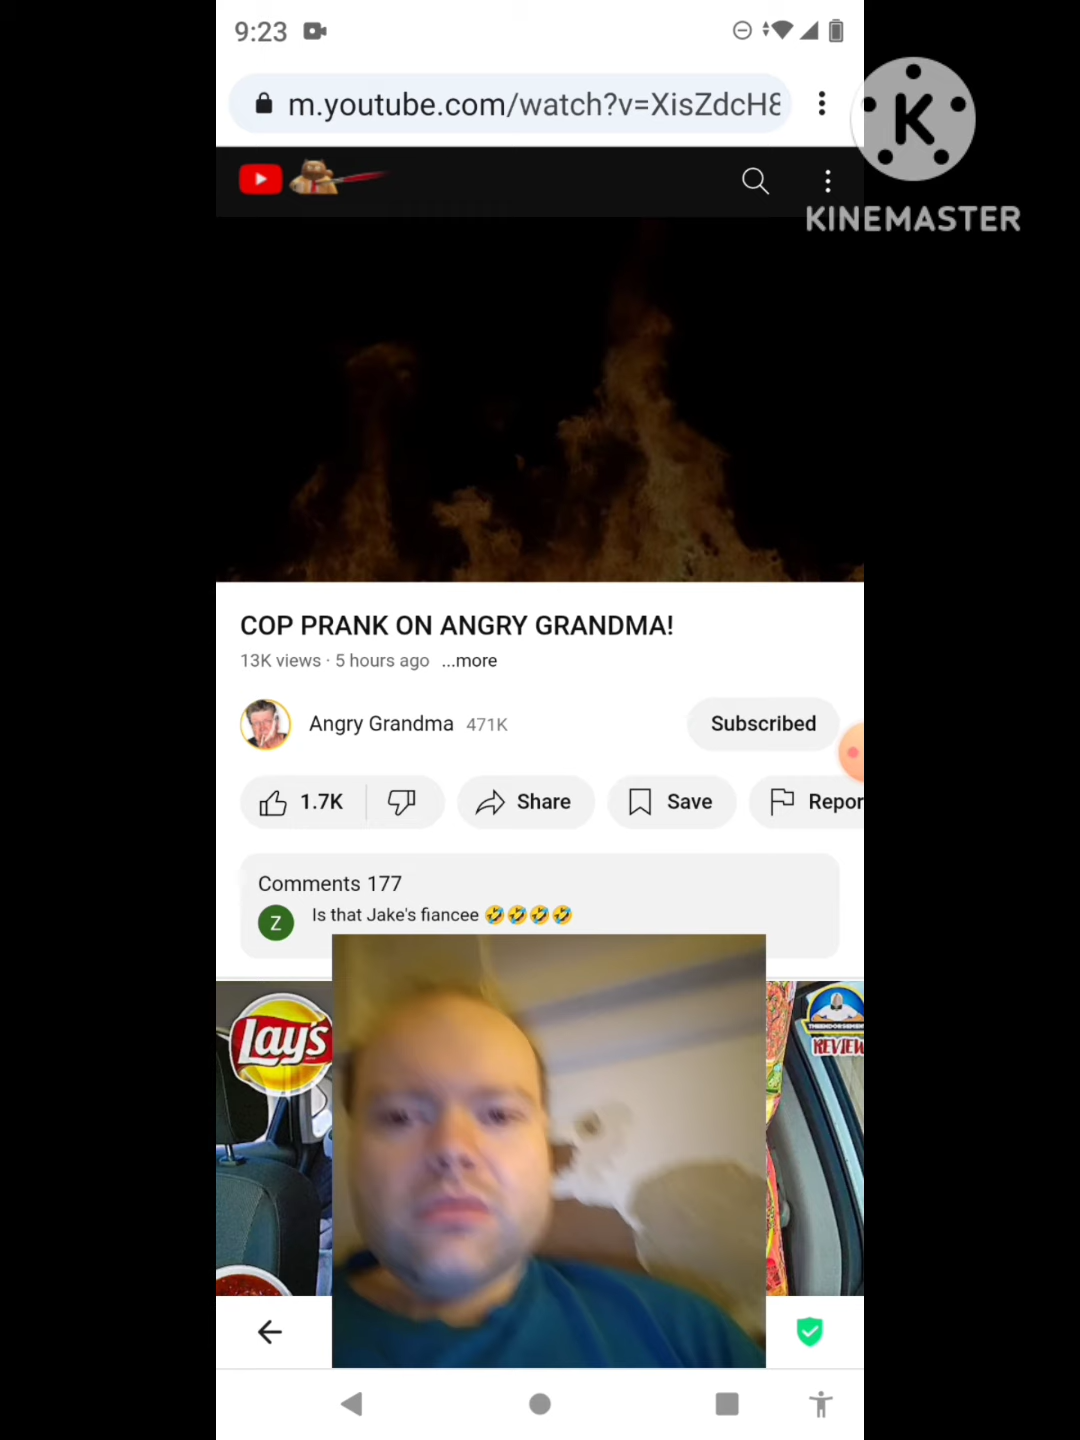 9:23
m.youtube.com/watch?v=XisZdcH8
K
KINEMASTER
COP PRANK ON ANGRY GRANDMA!
13K views · 5 hours ago ...more
Angry Grandma 471K
Subscribed
1.7K
Share
Save
Repor
Comments 177
Z
Is that Jake's fiancee 🤣🤣🤣🤣
Lay's
REVIEW